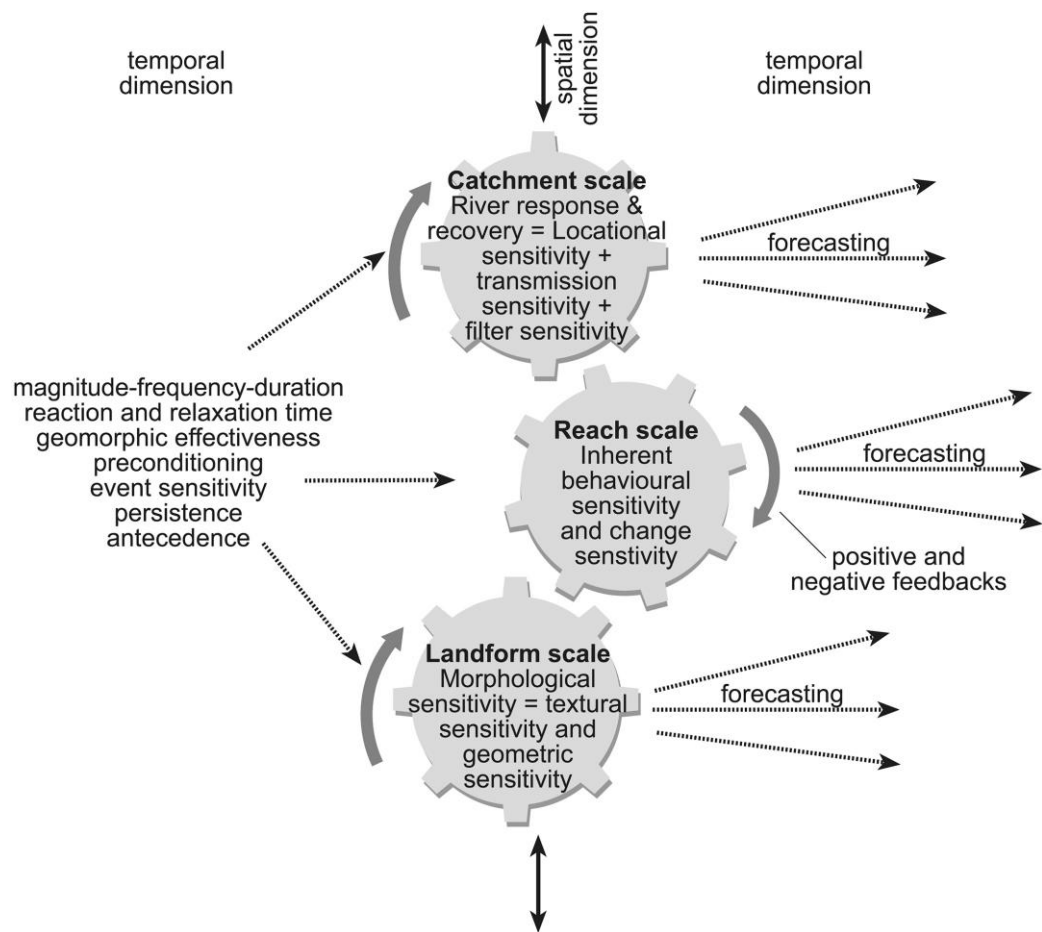 temporal
dimension
spatial
dimension
temporal
dimension
Catchment scale
River response &
recovery = Locational
sensitivity +
transmission
sensitivity +
filter sensitivity
forecasting
magnitude-frequency-duration
reaction and relaxation time
geomorphic effectiveness
preconditioning
event sensitivity
persistence
antecedence
Reach scale
Inherent
behavioural
sensitivity
and change
senstivity
forecasting
positive and
negative feedbacks
Landform scale
Morphological
sensitivity = textural
sensitivity and
geometric
sensitivity
forecasting